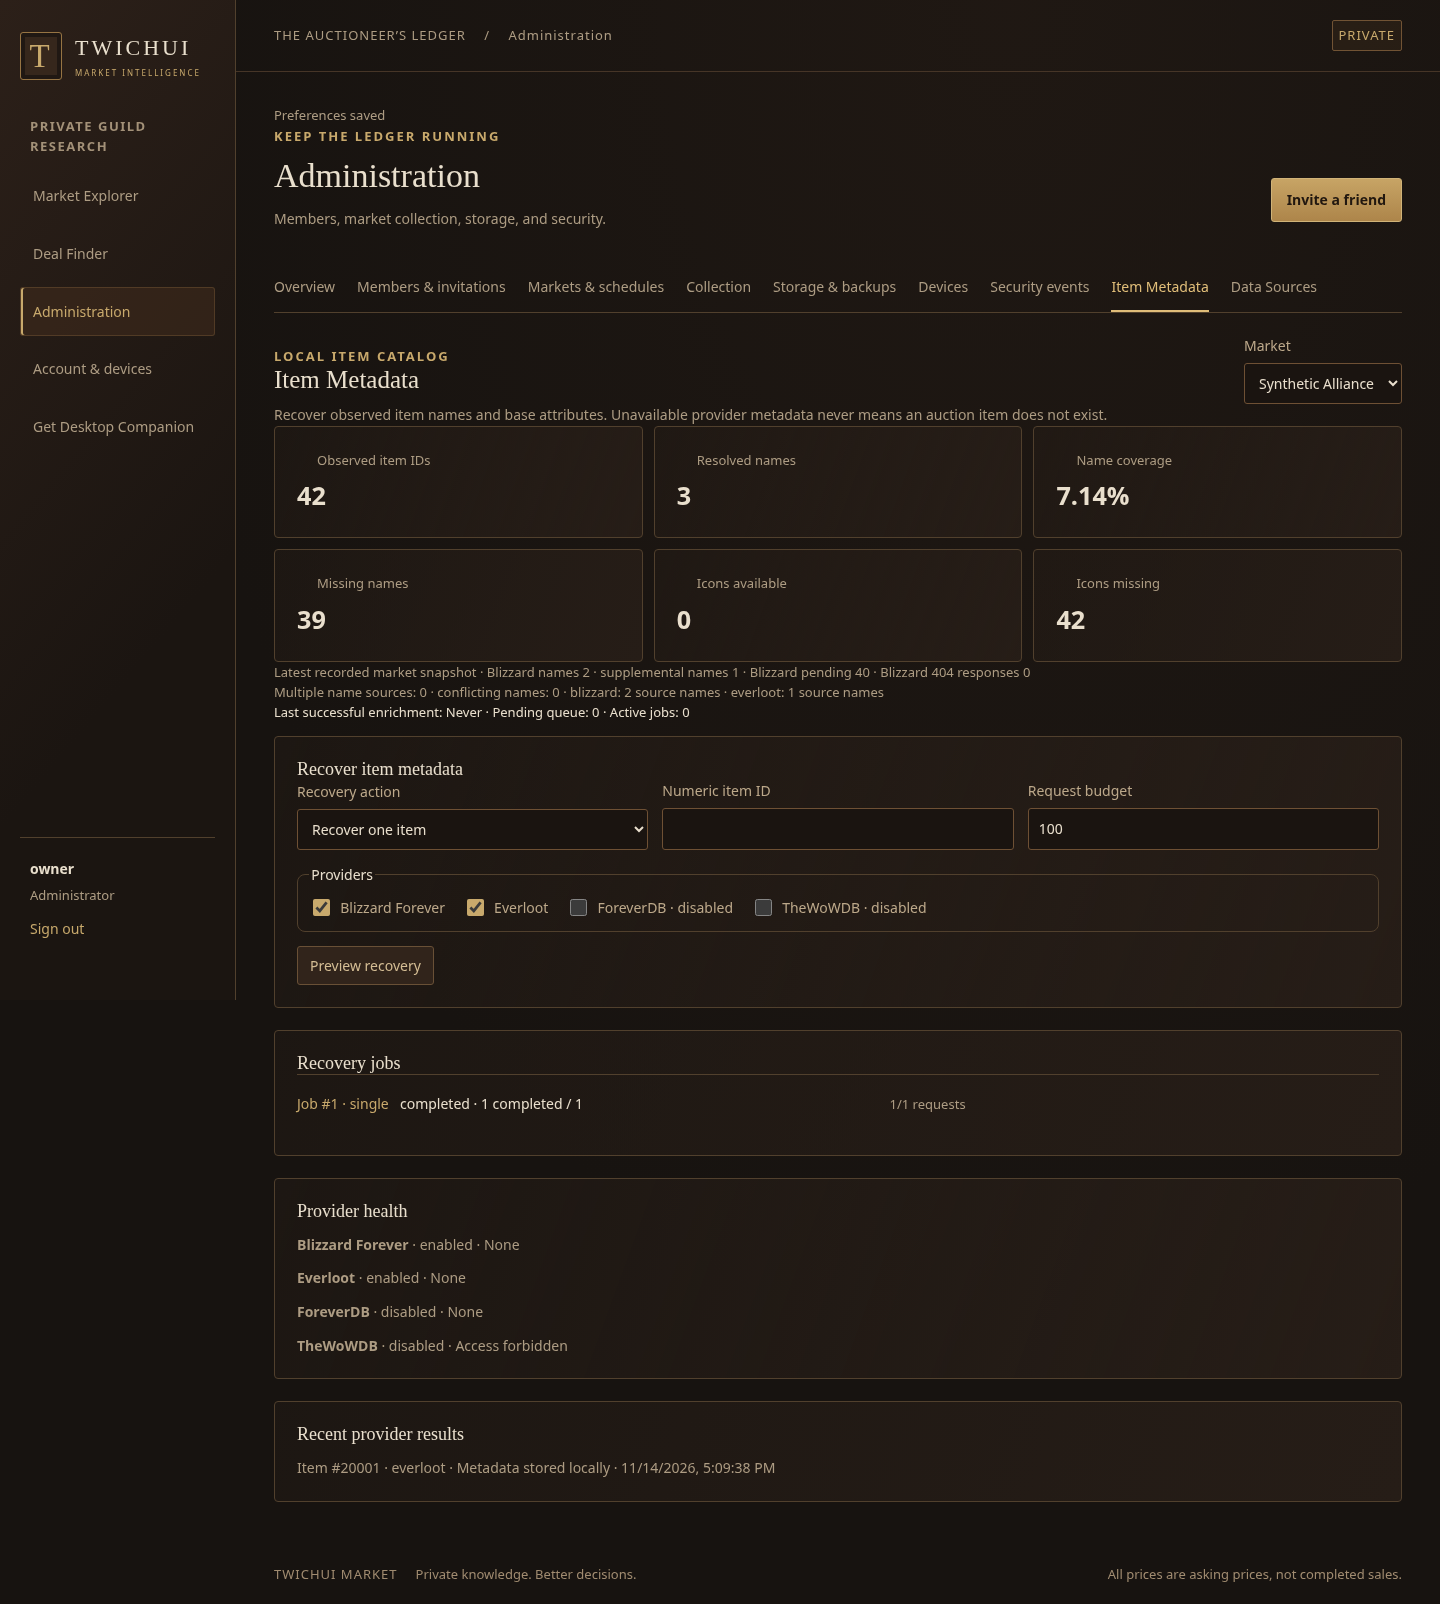 T
TWICHUI
MARKET INTELLIGENCE
PRIVATE GUILD
RESEARCH
Market Explorer
Deal Finder
Administration
Account & devices
Get Desktop Companion
owner
Administrator
Sign out
THE AUCTIONEER’S LEDGER / Administration
PRIVATE
Preferences saved
KEEP THE LEDGER RUNNING
Administration
Members, market collection, storage, and security.
Invite a friend
Overview Members & invitations Markets & schedules Collection Storage & backups Devices Security events Item Metadata Data Sources
LOCAL ITEM CATALOG
Item Metadata
Market
Synthetic Alliance
Recover observed item names and base attributes. Unavailable provider metadata never means an auction item does not exist.
Observed item IDs
42
Resolved names
3
Name coverage
7.14%
Missing names
39
Icons available
0
Icons missing
42
Latest recorded market snapshot · Blizzard names 2 · supplemental names 1 · Blizzard pending 40 · Blizzard 404 responses 0
Multiple name sources: 0 · conflicting names: 0 · blizzard: 2 source names · everloot: 1 source names
Last successful enrichment: Never · Pending queue: 0 · Active jobs: 0
Recover item metadata
Recovery action
Recover one item
Numeric item ID
Request budget
100
Providers
Blizzard Forever Everloot ForeverDB · disabled TheWoWDB · disabled
Preview recovery
Recovery jobs
Job #1 · single completed · 1 completed / 1 1/1 requests
Provider health
Blizzard Forever · enabled · None
Everloot · enabled · None
ForeverDB · disabled · None
TheWoWDB · disabled · Access forbidden
Recent provider results
Item #20001 · everloot · Metadata stored locally · 11/14/2026, 5:09:38 PM
TWICHUI MARKET Private knowledge. Better decisions.
All prices are asking prices, not completed sales.